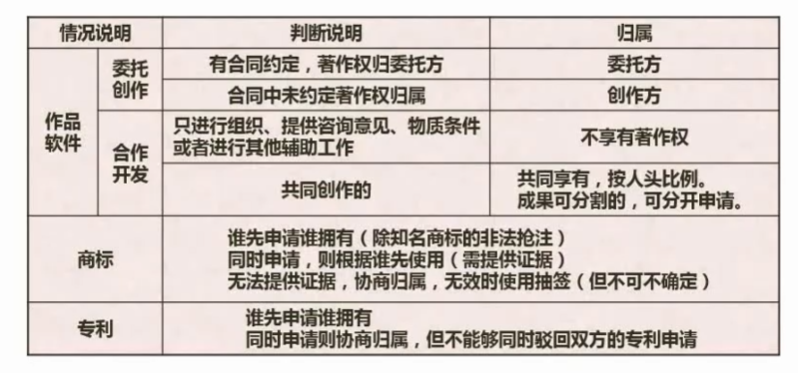 情况说明 判断说明 归属
作品软件 委托创作 有合同约定，著作权归委托方 委托方
合同中未约定著作权归属 创作方
合作开发 只进行组织、提供咨询意见、物质条件
或者进行其他辅助工作 不享有著作权
共同创作的 共同享有，按人头比例。
成果可分割的，可分开申请。
商标 谁先申请谁拥有（除知名商标的非法抢注）
同时申请，则根据谁先使用（需提供证据）
无法提供证据，协商归属，无效时使用抽签（但不可不确定）
专利 谁先申请谁拥有
同时申请则协商归属，但不能够同时驳回双方的专利申请